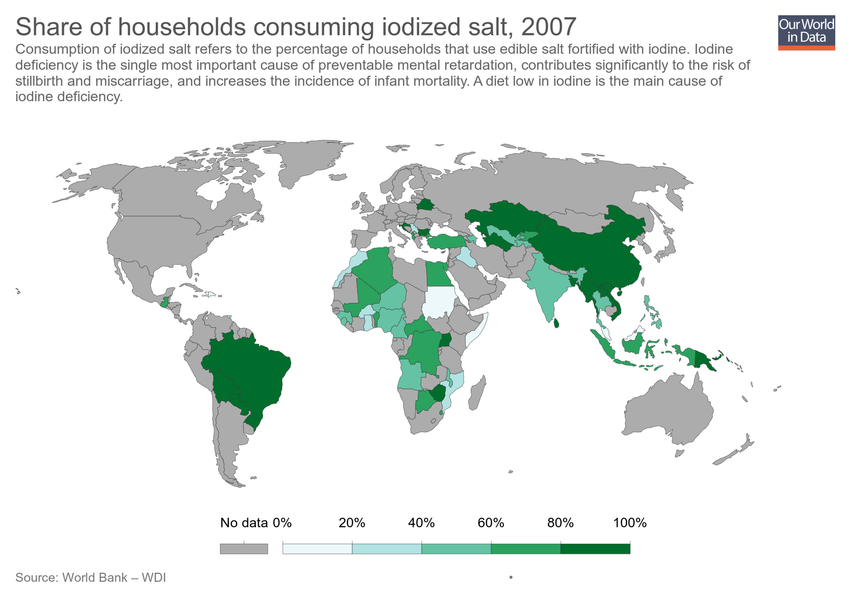 Share of households consuming iodized salt, 2007
Our World
in Data
Consumption of iodized salt refers to the percentage of households that use edible salt fortified with iodine. Iodine
deficiency is the single most important cause of preventable mental retardation, contributes significantly to the risk of
stillbirth and miscarriage, and increases the incidence of infant mortality. A diet low in iodine is the main cause of
iodine deficiency.
No data 0% 20% 40% 60% 80% 100%
Source: World Bank – WDI